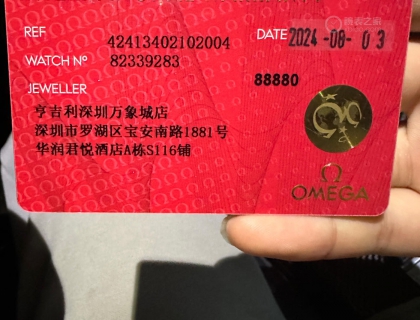 REF 42413402102004 DATE 2024-08-03
WATCH Nº 82339283
JEWELLER 88880
亨吉利深圳万象城店
深圳市罗湖区宝安南路1881号
华润君悦酒店A栋S116铺
Ω
OMEGA